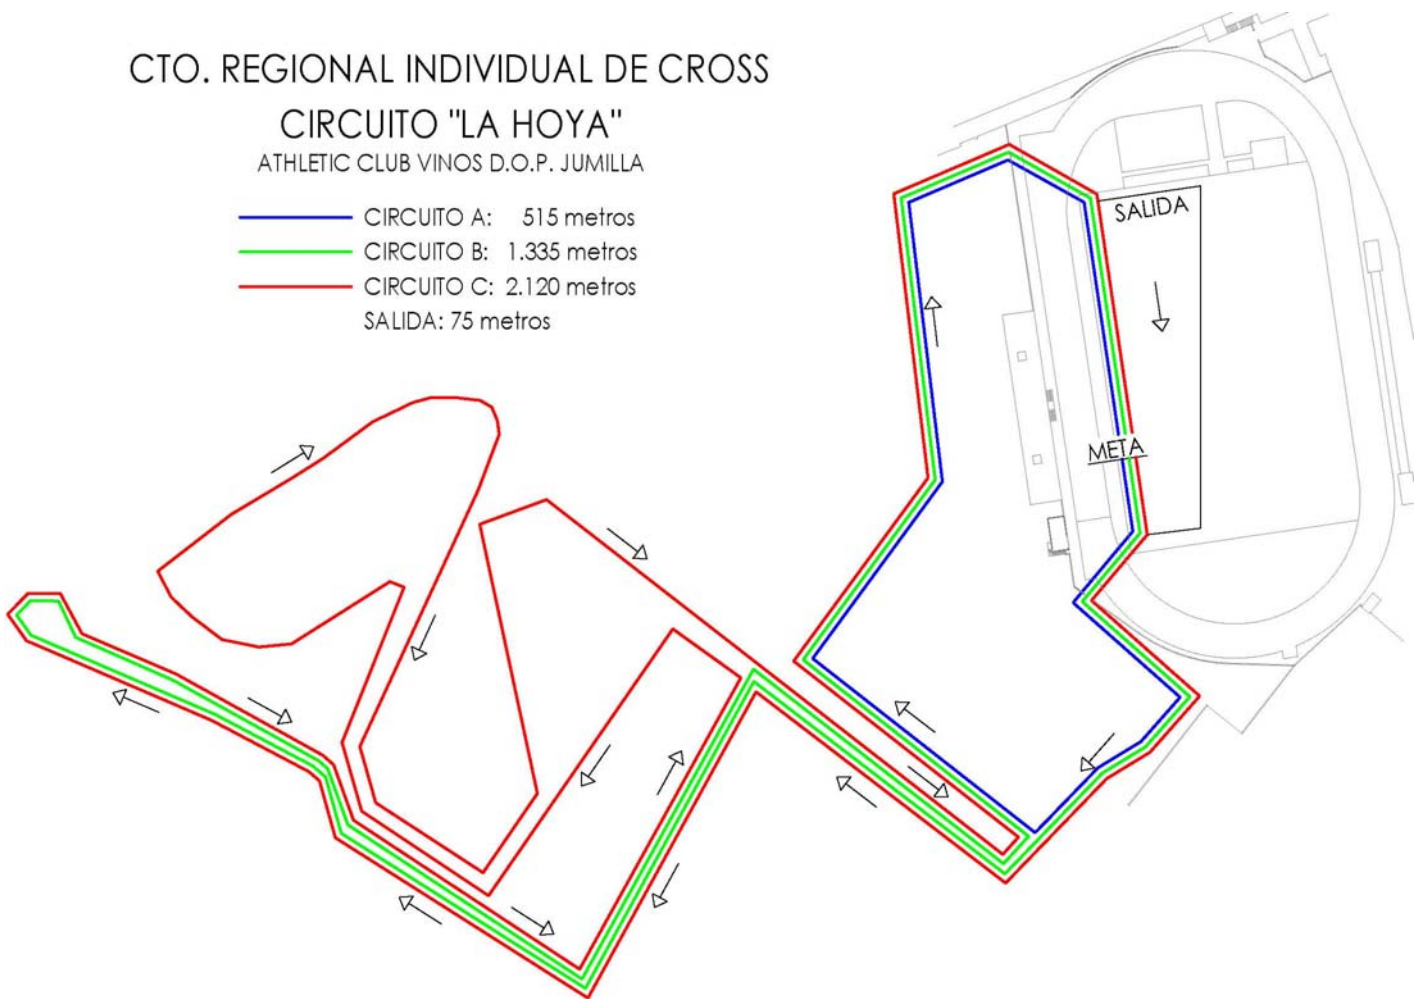 CTO. REGIONAL INDIVIDUAL DE CROSS
CIRCUITO "LA HOYA"
ATHLETIC CLUB VINOS D.O.P. JUMILLA
CIRCUITO A: 515 metros
CIRCUITO B: 1.335 metros
CIRCUITO C: 2.120 metros
SALIDA: 75 metros
SALIDA
META